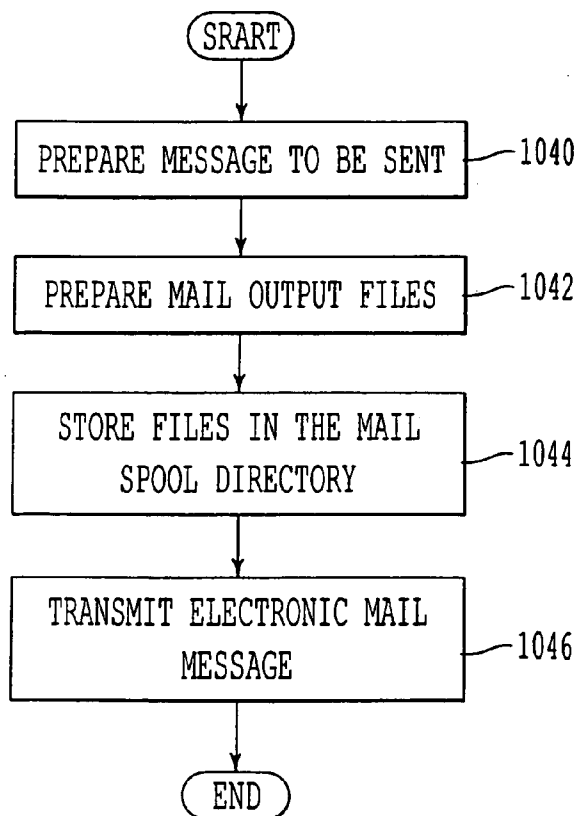 SRART
PREPARE MESSAGE TO BE SENT
1040
PREPARE MAIL OUTPUT FILES
1042
STORE FILES IN THE MAIL
SPOOL DIRECTORY
1044
TRANSMIT ELECTRONIC MAIL
MESSAGE
1046
END